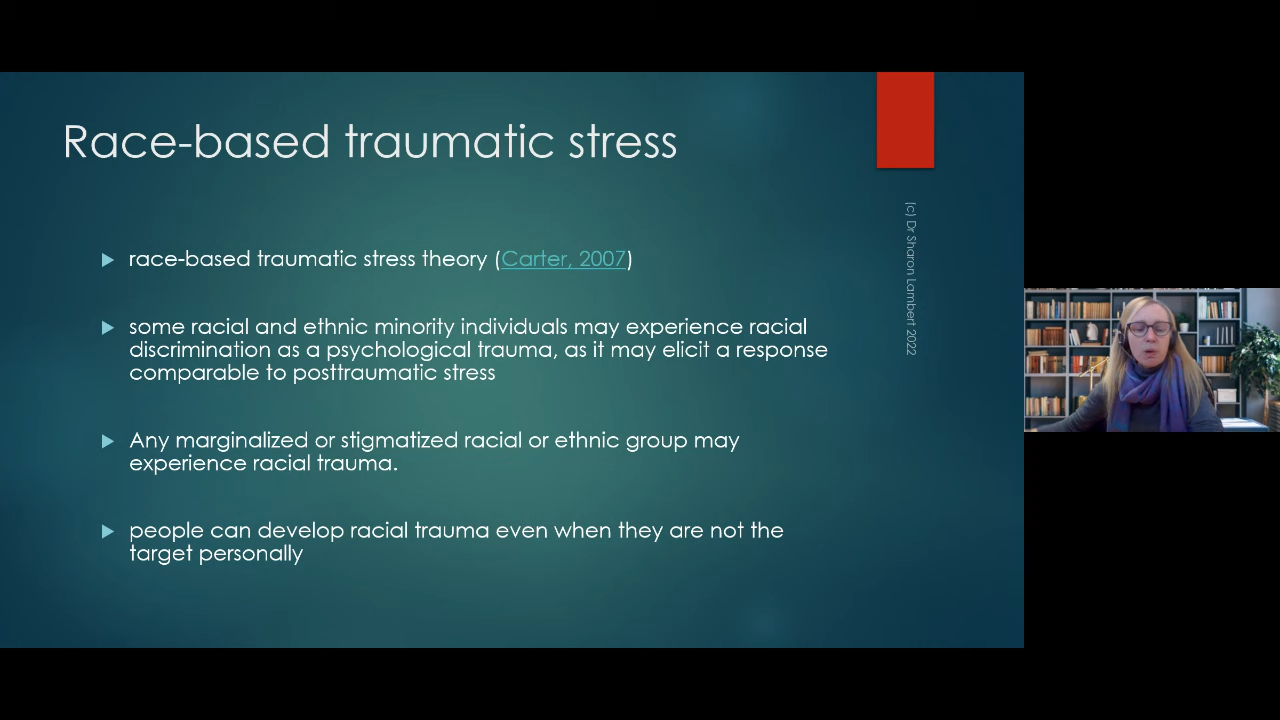 Race-based traumatic stress
race-based traumatic stress theory (Carter, 2007)
some racial and ethnic minority individuals may experience racial
discrimination as a psychological trauma, as it may elicit a response
comparable to posttraumatic stress
Any marginalized or stigmatized racial or ethnic group may
experience racial trauma.
people can develop racial trauma even when they are not the
target personally
(c) Dr Sharon Lambert 2022